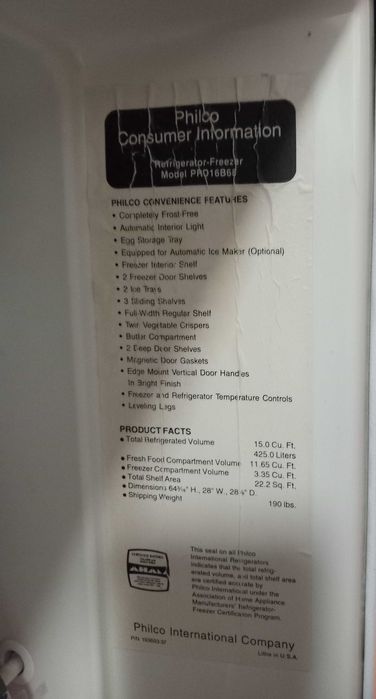 Philco
Consumer Information
Refrigerator-Freezer
Model
PHILCO CONVENIENCE FEATURES
• Completely Frost-Free
• Automatic Interior Light
• Egg Storage Tray
• Equipped for Automatic Ice Maker (Optional)
• Freezer Interior Shelf
• 2 Freezer Door Shelves
• 2 Ice Trays
• 3 Sliding Shelves
• Full-Width Regular Shelf
• Twin Vegetable Crispers
• Butter Compartment
• 2 Deep Door Shelves
• Magnetic Door Gaskets
• Edge Mount Vertical Door Handles
In Bright Finish
• Freezer and Refrigerator Temperature Controls
• Leveling Legs
PRODUCT FACTS
• Total Refrigerated Volume 15.0 Cu. Ft.
425.0 Liters
• Fresh Food Compartment Volume 11.65 Cu. Ft.
• Freezer Compartment Volume 3.35 Cu. Ft.
• Total Shelf Area 22.2 Sq. Ft.
• Dimensions H., 28" W., D.
• Shipping Weight 190 lbs.
AHAM
This seal on all Philco
International Refrigerators
indicates that the total refrig-
erated volume, and total shelf area
are certified accurate by
Philco International under the
Association of Home Appliance
Manufacturers' Refrigerator-
Freezer Certification Program.
Philco International Company
P/N
Litho in U.S.A.